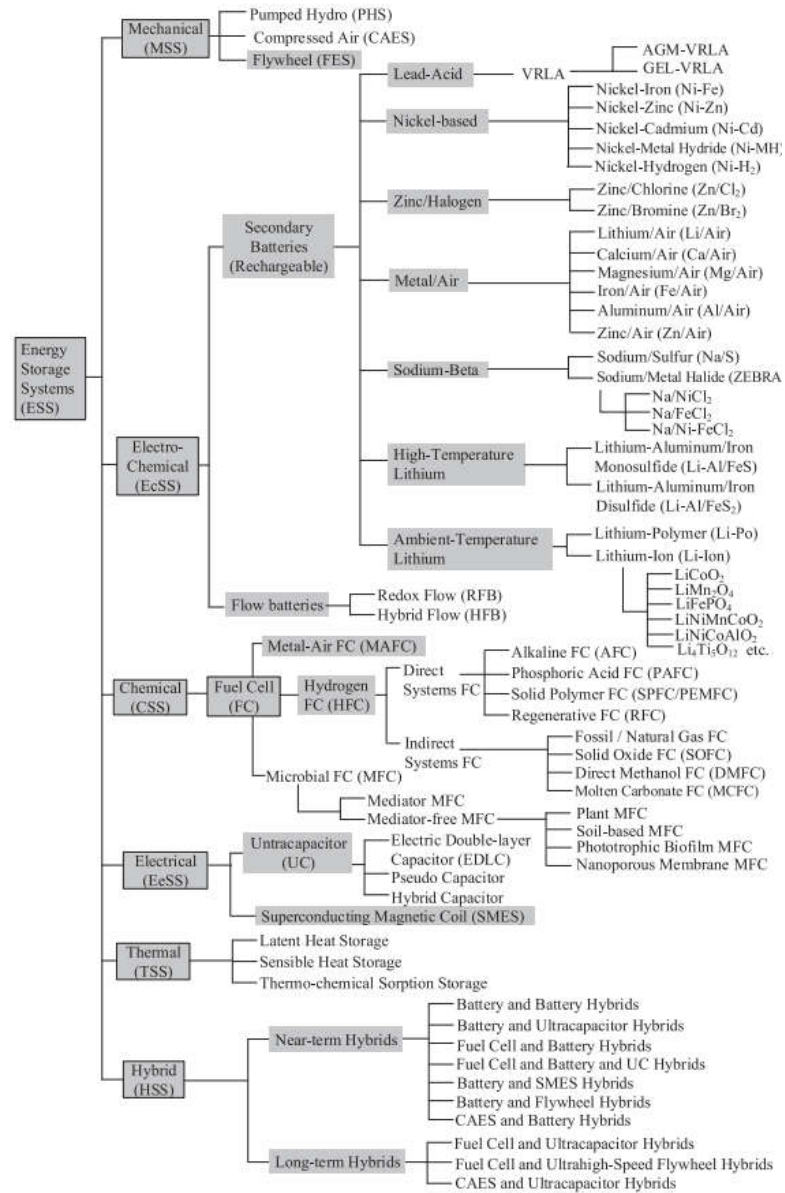 Energy
Storage
Systems
(ESS)
Mechanical
(MSS)
Pumped Hydro (PHS)
Compressed Air (CAES)
Flywheel (FES)
Electro-
Chemical
(EcSS)
Secondary
Batteries
(Rechargeable)
Lead-Acid
VRLA
AGM-VRLA
GEL-VRLA
Nickel-based
Nickel-Iron (Ni-Fe)
Nickel-Zinc (Ni-Zn)
Nickel-Cadmium (Ni-Cd)
Nickel-Metal Hydride (Ni-MH)
Nickel-Hydrogen (Ni-H₂)
Zinc/Halogen
Zinc/Chlorine (Zn/Cl₂)
Zinc/Bromine (Zn/Br₂)
Metal/Air
Lithium/Air (Li/Air)
Calcium/Air (Ca/Air)
Magnesium/Air (Mg/Air)
Iron/Air (Fe/Air)
Aluminum/Air (Al/Air)
Zinc/Air (Zn/Air)
Sodium-Beta
Sodium/Sulfur (Na/S)
Sodium/Metal Halide (ZEBRA
Na/NiCl₂
Na/FeCl₂
Na/Ni-FeCl₂
High-Temperature
Lithium
Lithium-Aluminum/Iron
Monosulfide (Li-Al/FeS)
Lithium-Aluminum/Iron
Disulfide (Li-Al/FeS₂)
Ambient-Temperature
Lithium
Lithium-Polymer (Li-Po)
Lithium-Ion (Li-Ion)
LiCoO₂
LiMn₂O₄
LiFePO₄
LiNiMnCoO₂
LiNiCoAlO₂
Li₄Ti₅O₁₂ etc.
Flow batteries
Redox Flow (RFB)
Hybrid Flow (HFB)
Chemical
(CSS)
Fuel Cell
(FC)
Metal-Air FC (MAFC)
Hydrogen
FC (HFC)
Direct
Systems FC
Alkaline FC (AFC)
Phosphoric Acid FC (PAFC)
Solid Polymer FC (SPFC/PEMFC)
Regenerative FC (RFC)
Indirect
Systems FC
Fossil / Natural Gas FC
Solid Oxide FC (SOFC)
Direct Methanol FC (DMFC)
Molten Carbonate FC (MCFC)
Microbial FC (MFC)
Mediator MFC
Mediator-free MFC
Plant MFC
Soil-based MFC
Phototrophic Biofilm MFC
Nanoporous Membrane MFC
Electrical
(EeSS)
Untracapacitor
(UC)
Electric Double-layer
Capacitor (EDLC)
Pseudo Capacitor
Hybrid Capacitor
Superconducting Magnetic Coil (SMES)
Thermal
(TSS)
Latent Heat Storage
Sensible Heat Storage
Thermo-chemical Sorption Storage
Hybrid
(HSS)
Near-term Hybrids
Battery and Battery Hybrids
Battery and Ultracapacitor Hybrids
Fuel Cell and Battery Hybrids
Fuel Cell and Battery and UC Hybrids
Battery and SMES Hybrids
Battery and Flywheel Hybrids
CAES and Battery Hybrids
Long-term Hybrids
Fuel Cell and Ultracapacitor Hybrids
Fuel Cell and Ultrahigh-Speed Flywheel Hybrids
CAES and Ultracapacitor Hybrids